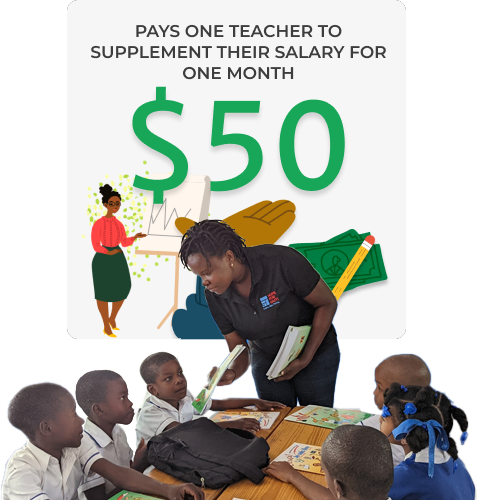 PAYS ONE TEACHER TO
SUPPLEMENT THEIR SALARY FOR
ONE MONTH
$50